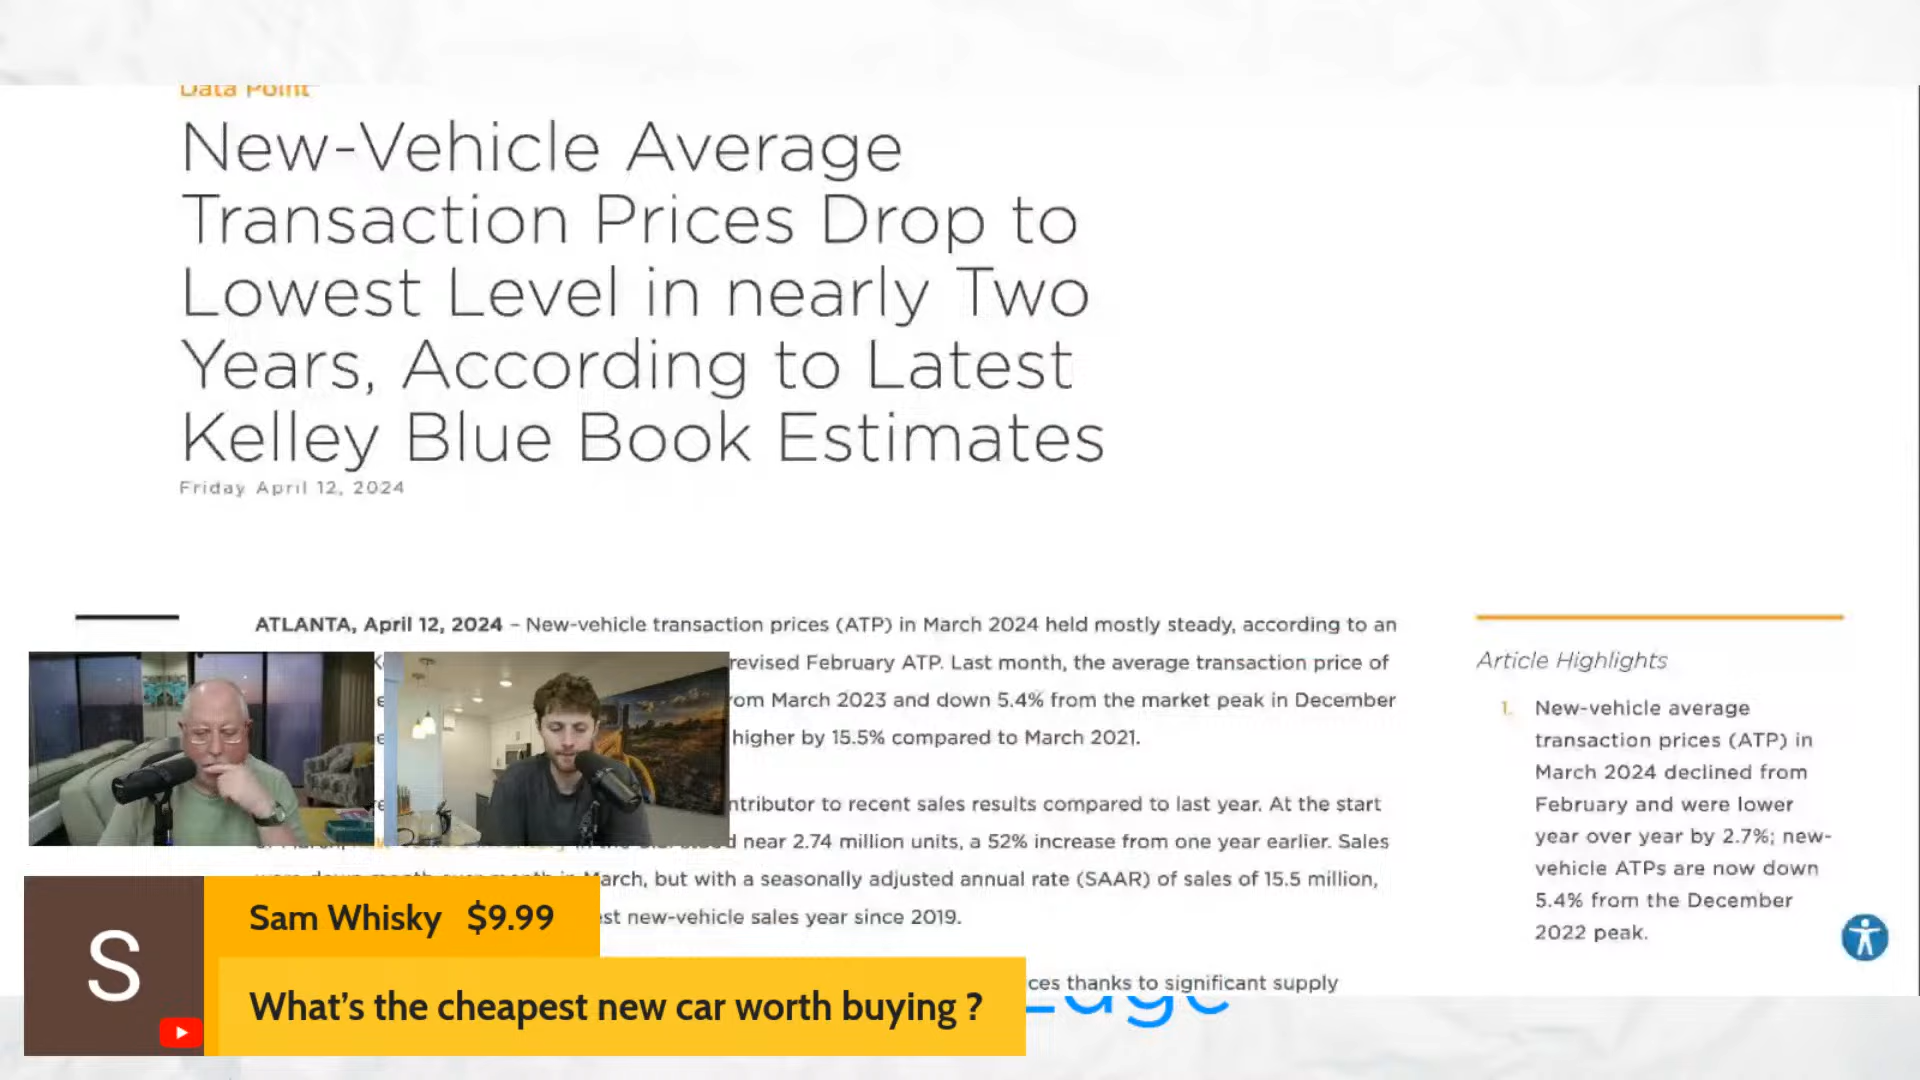 Data Point
New-Vehicle Average
Transaction Prices Drop to
Lowest Level in nearly Two
Years, According to Latest
Kelley Blue Book Estimates
Friday April 12, 2024
ATLANTA, April 12, 2024 – New-vehicle transaction prices (ATP) in March 2024 held mostly steady, according to an
revised February ATP. Last month, the average transaction price of
from March 2023 and down 5.4% from the market peak in December
higher by 15.5% compared to March 2021.
to recent sales results compared to last year. At the start
near 2.74 million units, a 52% increase from one year earlier. Sales
March, but with a seasonally adjusted annual rate (SAAR) of sales of 15.5 million,
new-vehicle sales year since 2019.
thanks to significant supply
Article Highlights
1. New-vehicle average
transaction prices (ATP) in
March 2024 declined from
February and were lower
year over year by 2.7%; new-
vehicle ATPs are now down
5.4% from the December
2022 peak.
S
Sam Whisky $9.99
What's the cheapest new car worth buying ?